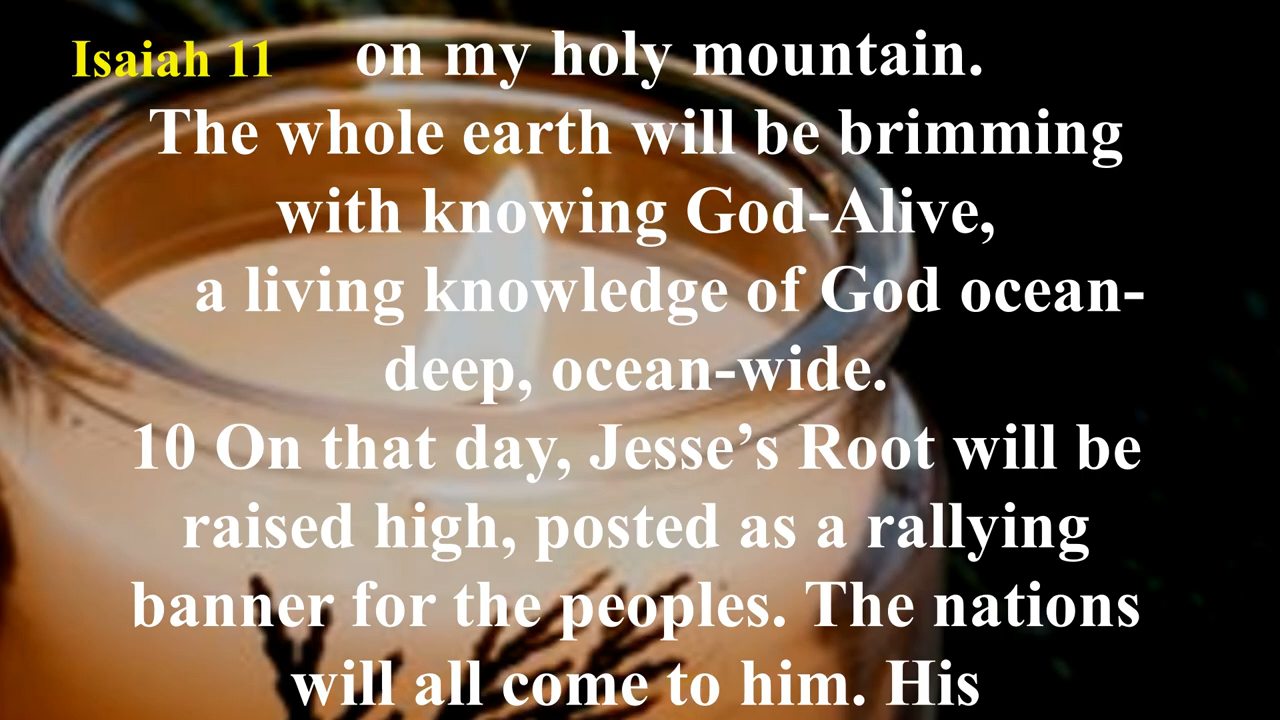 Isaiah 11
on my holy mountain.
The whole earth will be brimming
with knowing God-Alive,
a living knowledge of God ocean-
deep, ocean-wide.
10 On that day, Jesse’s Root will be
raised high, posted as a rallying
banner for the peoples. The nations
will all come to him. His